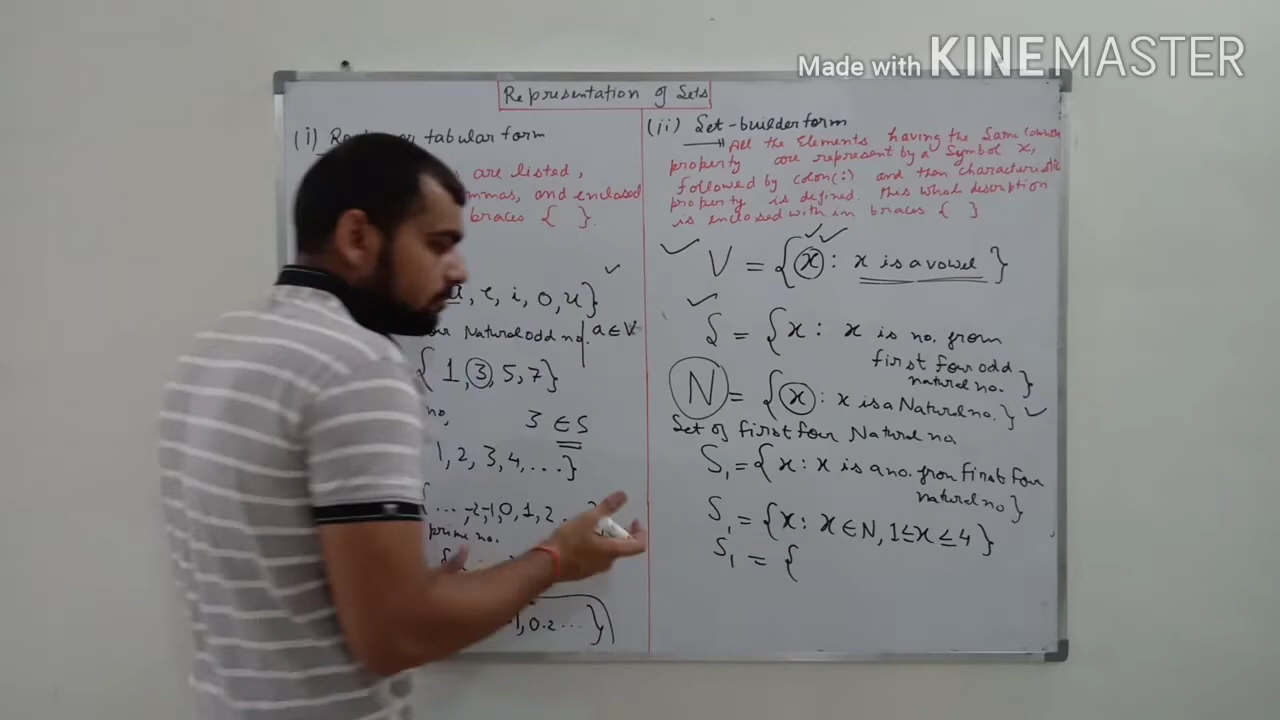 Made with KINEMASTER
Representation of Sets
(i) tabular form
are listed,
and enclosed
braces { }.
, e, i, o, u}
Natural odd no.
a ∈ V
{ 1, 3, 5, 7}
no,
3 ∈ S
1, 2, 3, 4, ....}
{ ... -2, -1, 0, 1, 2 ...
prime no.
-1, 0. 2 ... }
(ii) Set-builder form
→ All the Elements having the Same Common
property are represent by a Symbol x,
followed by colon(:) and then characteristic
property is defined. This whole desorption
is enclosed with in braces { }
V = {x : x is a vowel }
S = {x : x is no. from
first four odd
natural no. }
N = {x : x is a Natural no. }
Set of first four Natural no
S₁ = {x : x is a no. from first four
natural no }
S₁ = {x : x ∈ N, 1 ≤ x ≤ 4 }
S₁ = {